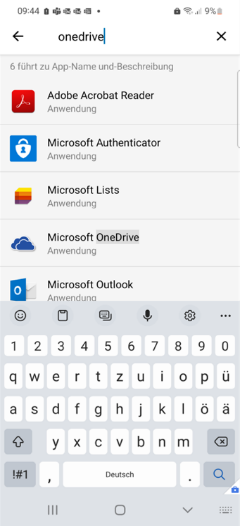 09:44
9%
onedrive
6 führt zu App-Name und-Beschreibung
Adobe Acrobat Reader
Anwendung
Microsoft Authenticator
Anwendung
Microsoft Lists
Anwendung
Microsoft OneDrive
Anwendung
Microsoft Outlook
Anwendung
1 2 3 4 5 6 7 8 9 0
q w e r t z u i o p ü
a s d f g h j k l ö ä
y x c v b n m
!#1 , Deutsch .